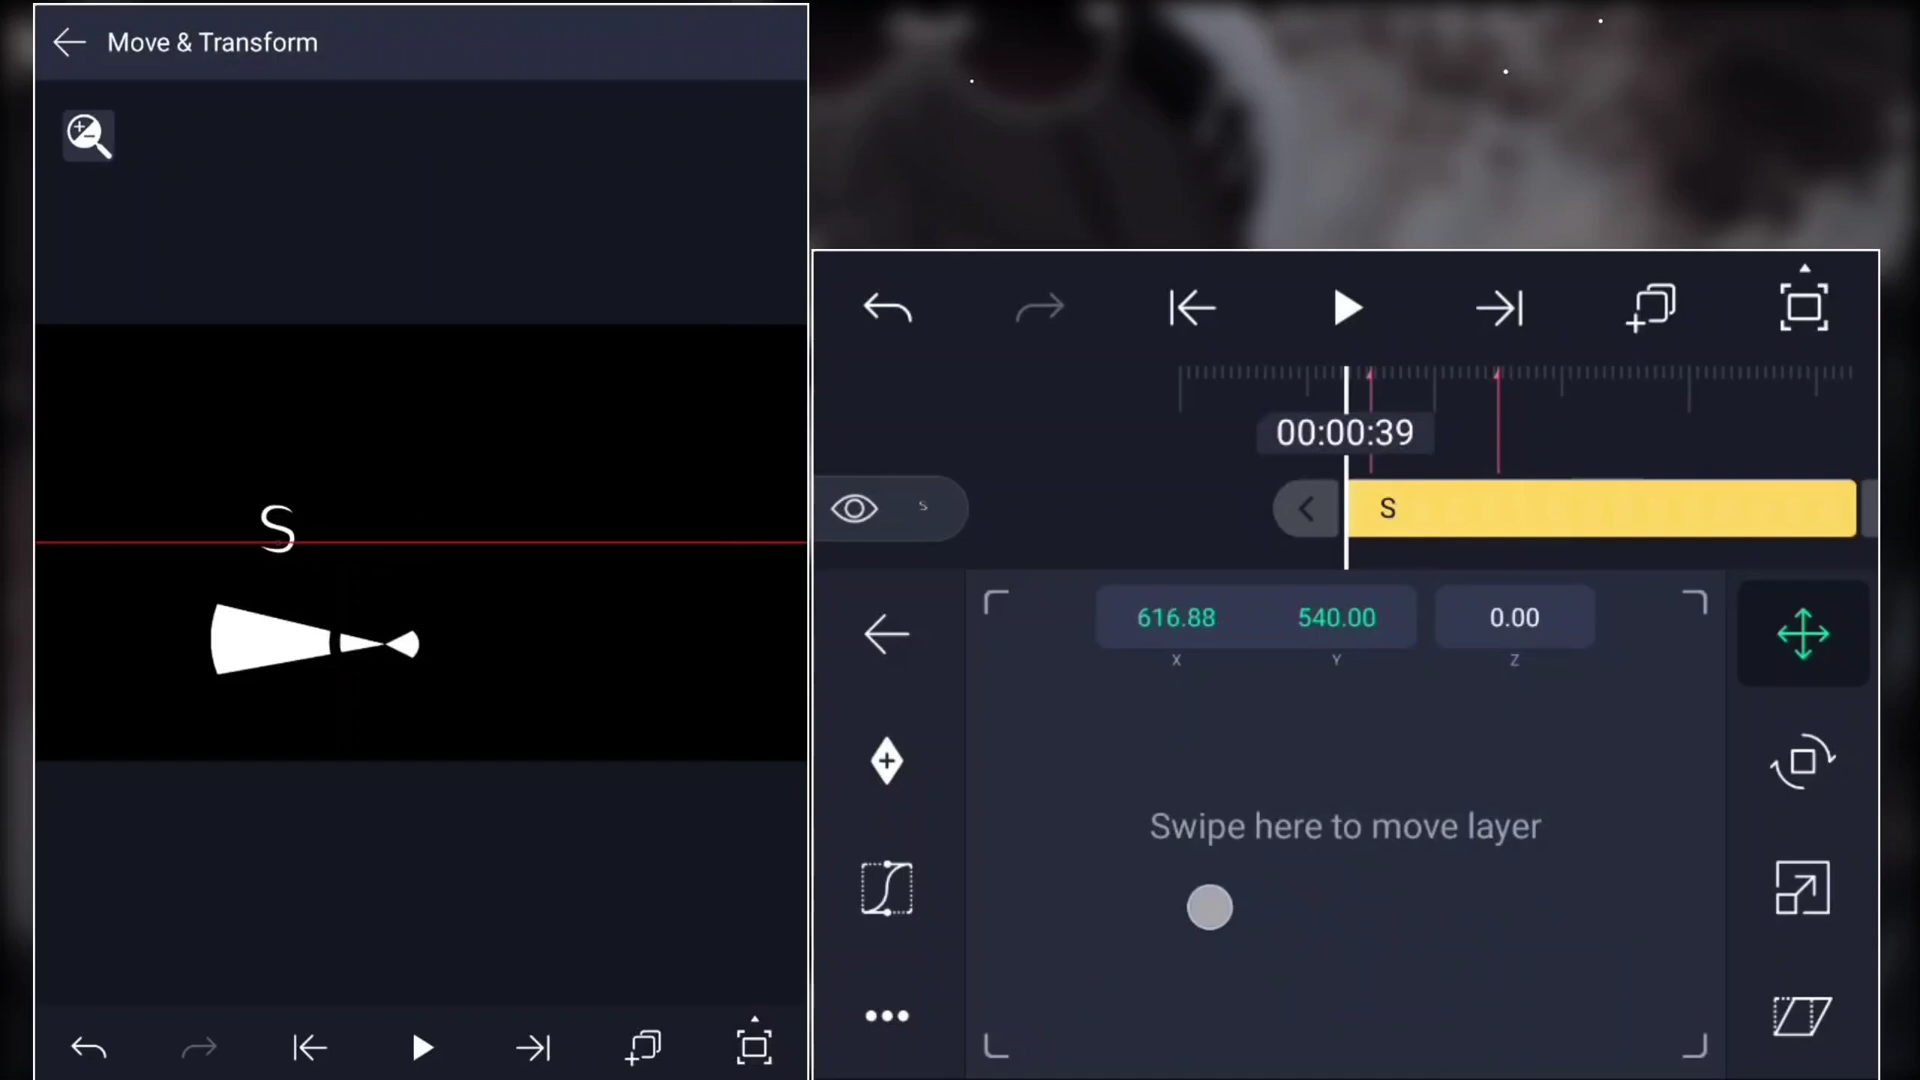 Move & Transform
S
00:00:39
S
S
616.88
540.00
0.00
X
Y
Z
Swipe here to move layer